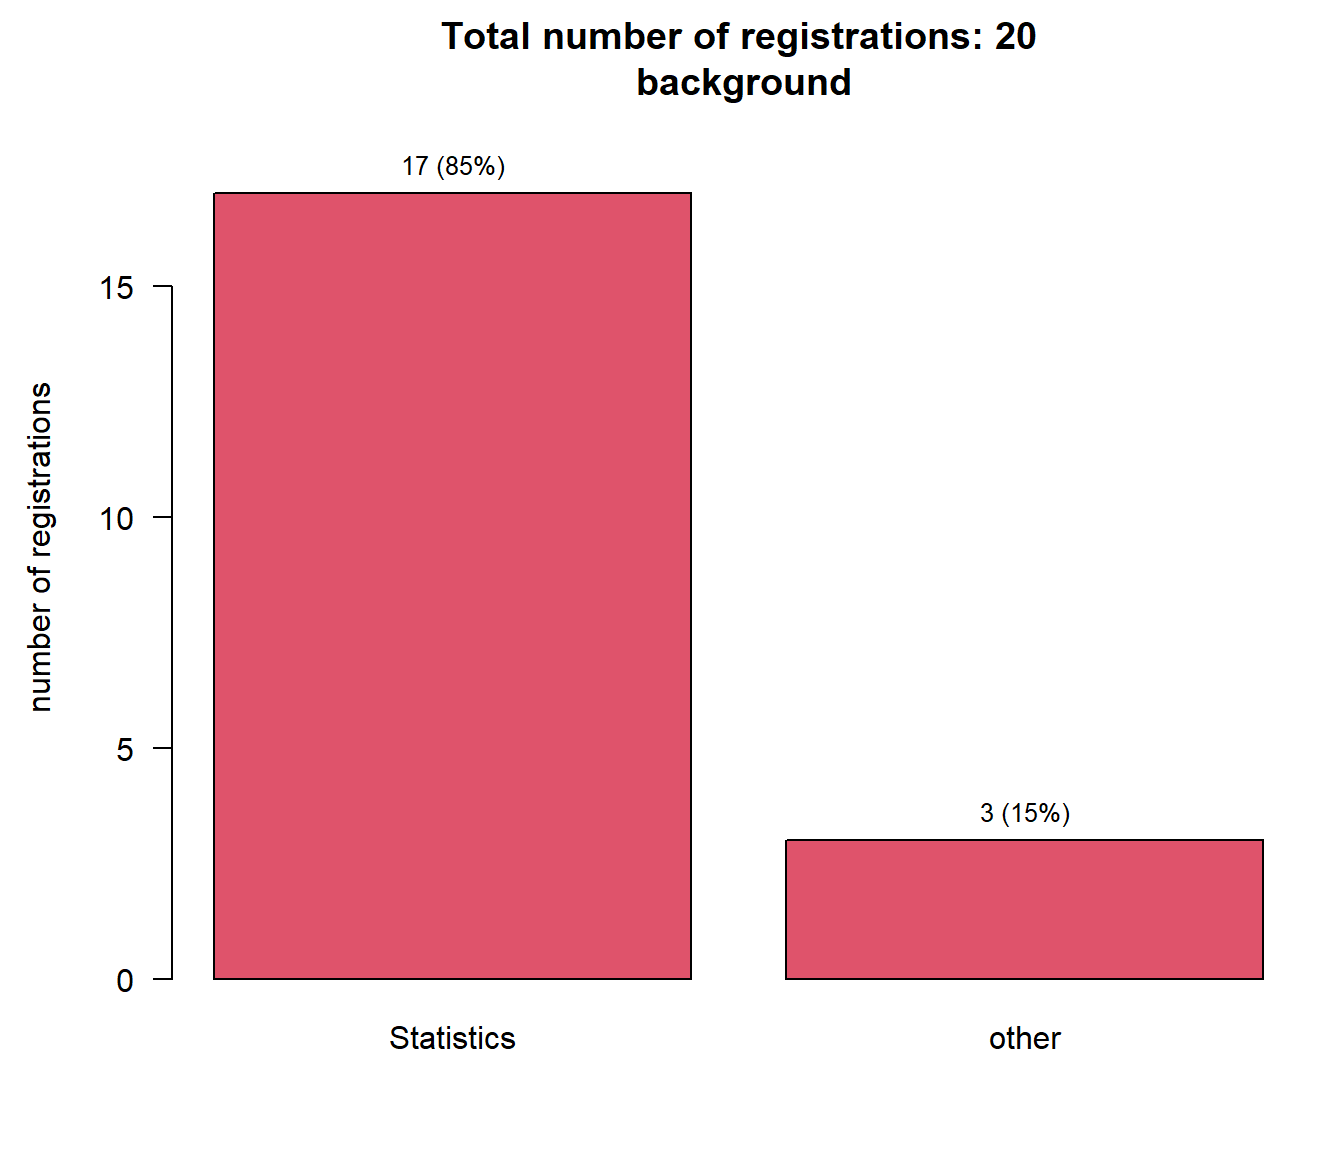 Total number of registrations: 20
background
17 (85%)
15
number of registrations
10
5
3 (15%)
0
Statistics
other